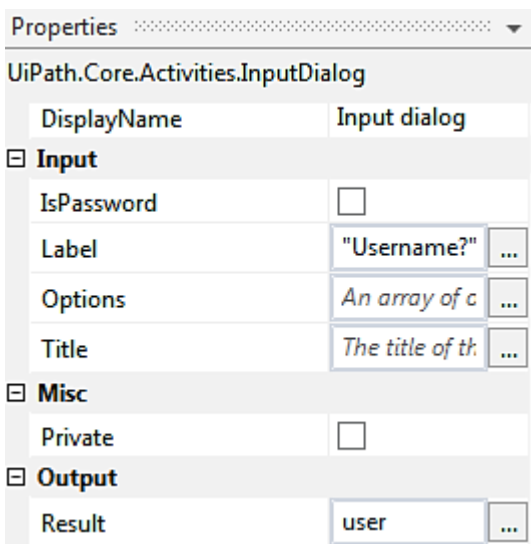 Properties
UiPath.Core.Activities.InputDialog
DisplayName Input dialog
Input
IsPassword
Label "Username?" ...
Options An array of ...
Title The title of ...
Misc
Private
Output
Result user ...